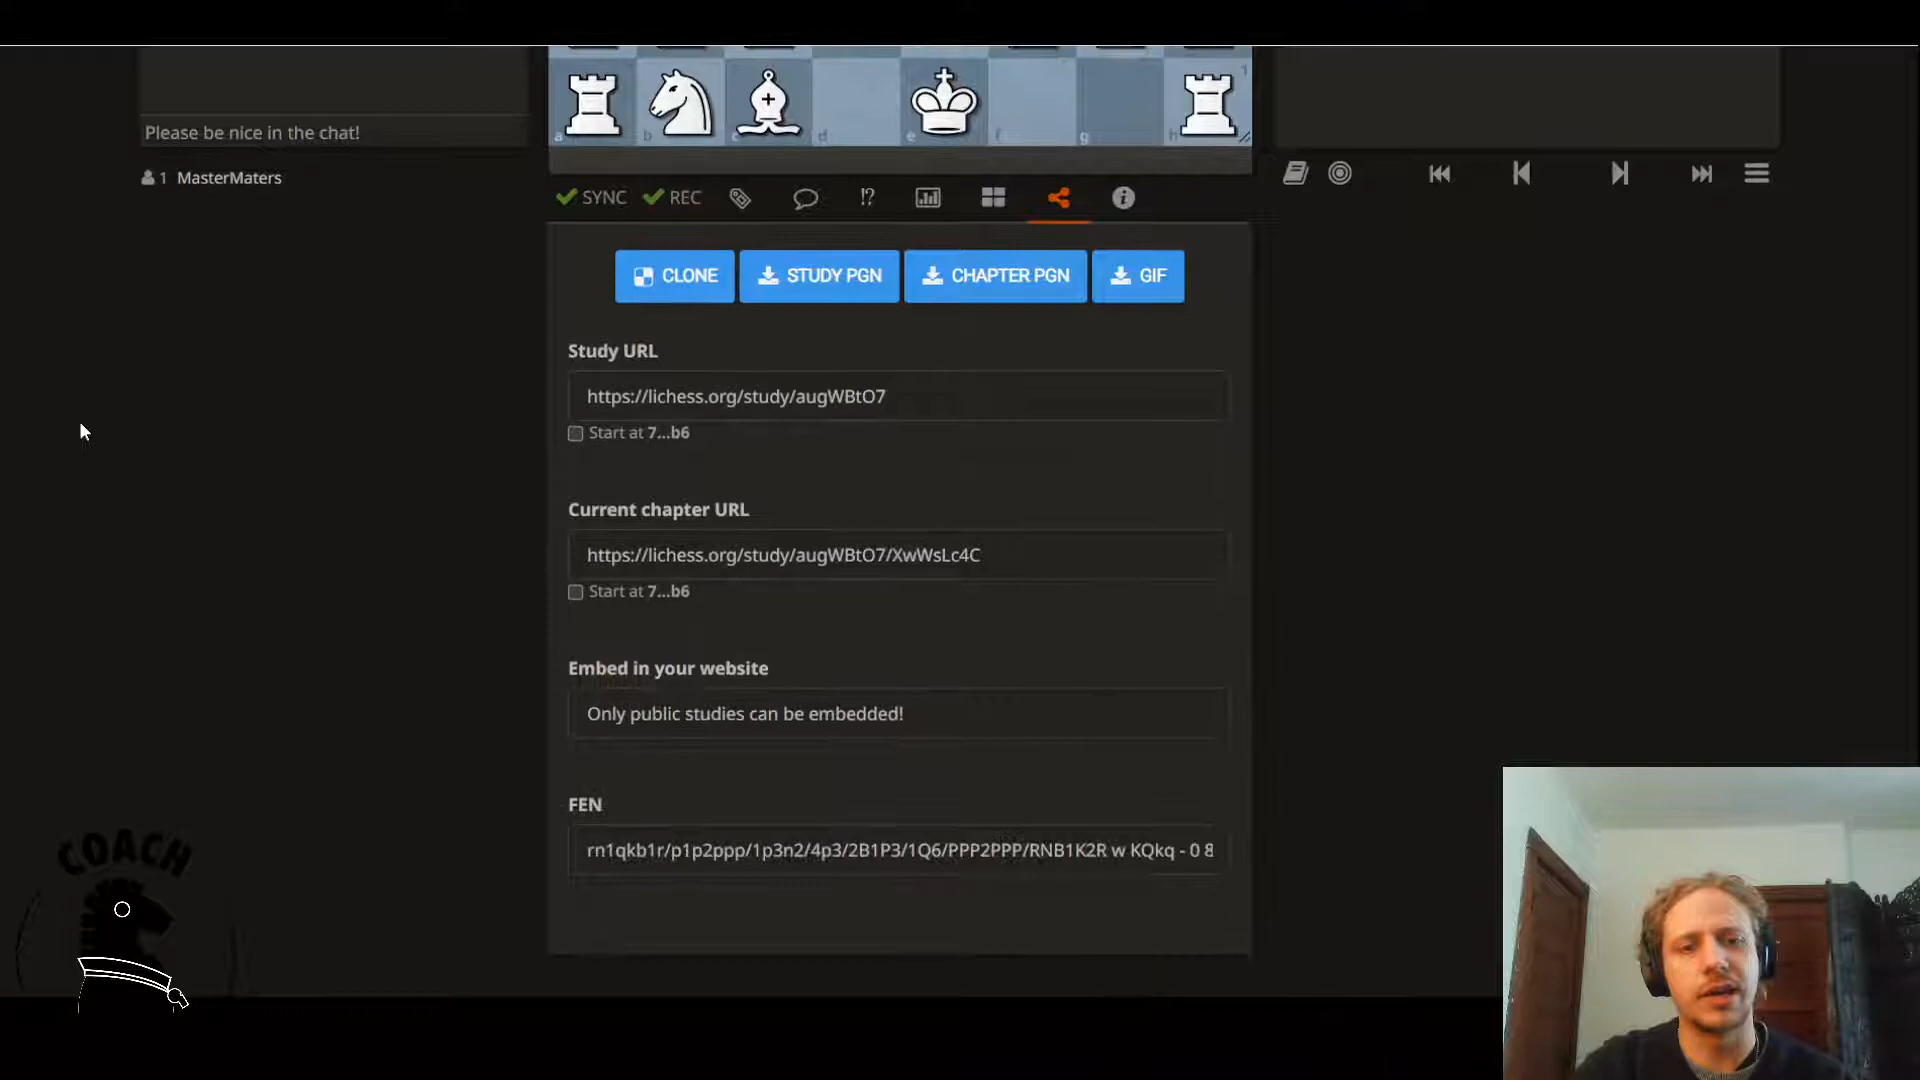 1
a b c d e f g h
Please be nice in the chat!
1 MasterMaters
SYNC REC !?
CLONE STUDY PGN CHAPTER PGN GIF
Study URL
https://lichess.org/study/augWBtO7
Start at 7...b6
Current chapter URL
https://lichess.org/study/augWBtO7/XwWsLc4C
Start at 7...b6
Embed in your website
Only public studies can be embedded!
FEN
rn1qkb1r/p1p2ppp/1p3n2/4p3/2B1P3/1Q6/PPP2PPP/RNB1K2R w KQkq - 0 8
COACH